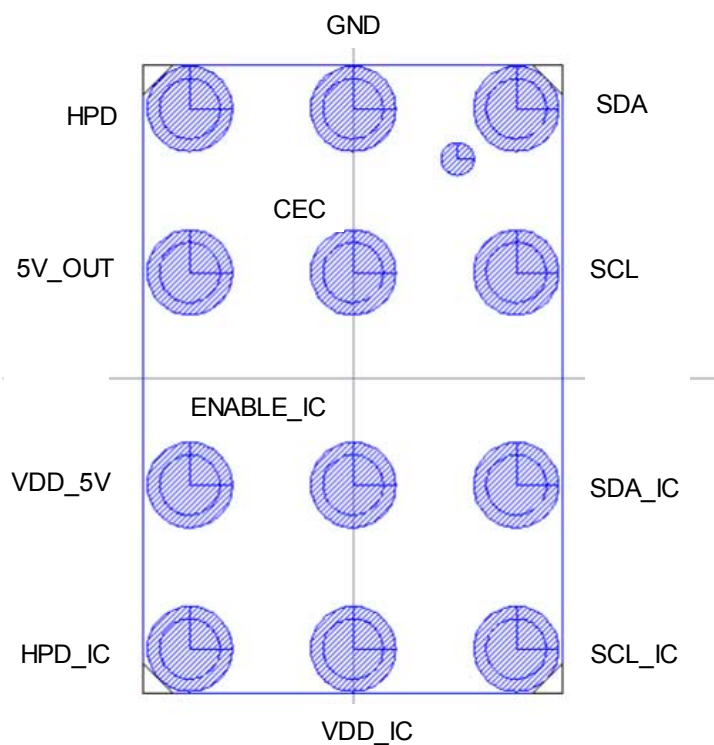 GND
HPD
SDA
CEC
5V_OUT
SCL
ENABLE_IC
VDD_5V
SDA_IC
HPD_IC
SCL_IC
VDD_IC